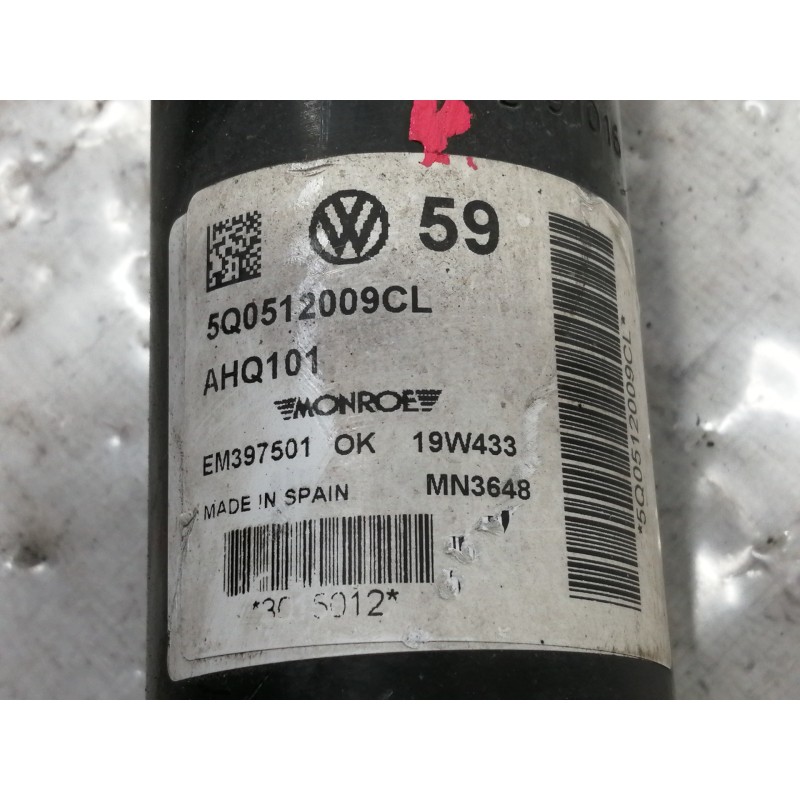 59
5Q0512009CL
AHQ101
MONROE
EM397501 OK 19W433
MADE IN SPAIN MN3648
*5Q0512009CL*